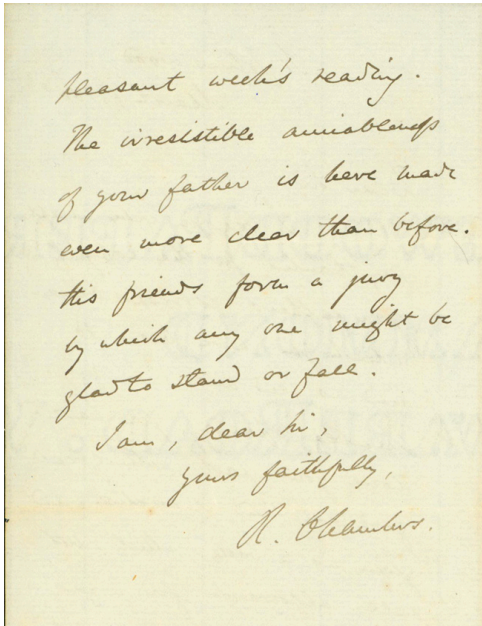 pleasant week's reading.
The irresistible amiableness
of your father is here made
even more clear than before.
His friends form a jury
by which any one might be
glad to stand or fall.
I am, dear Sir,
yours faithfully,
R. Chambers.